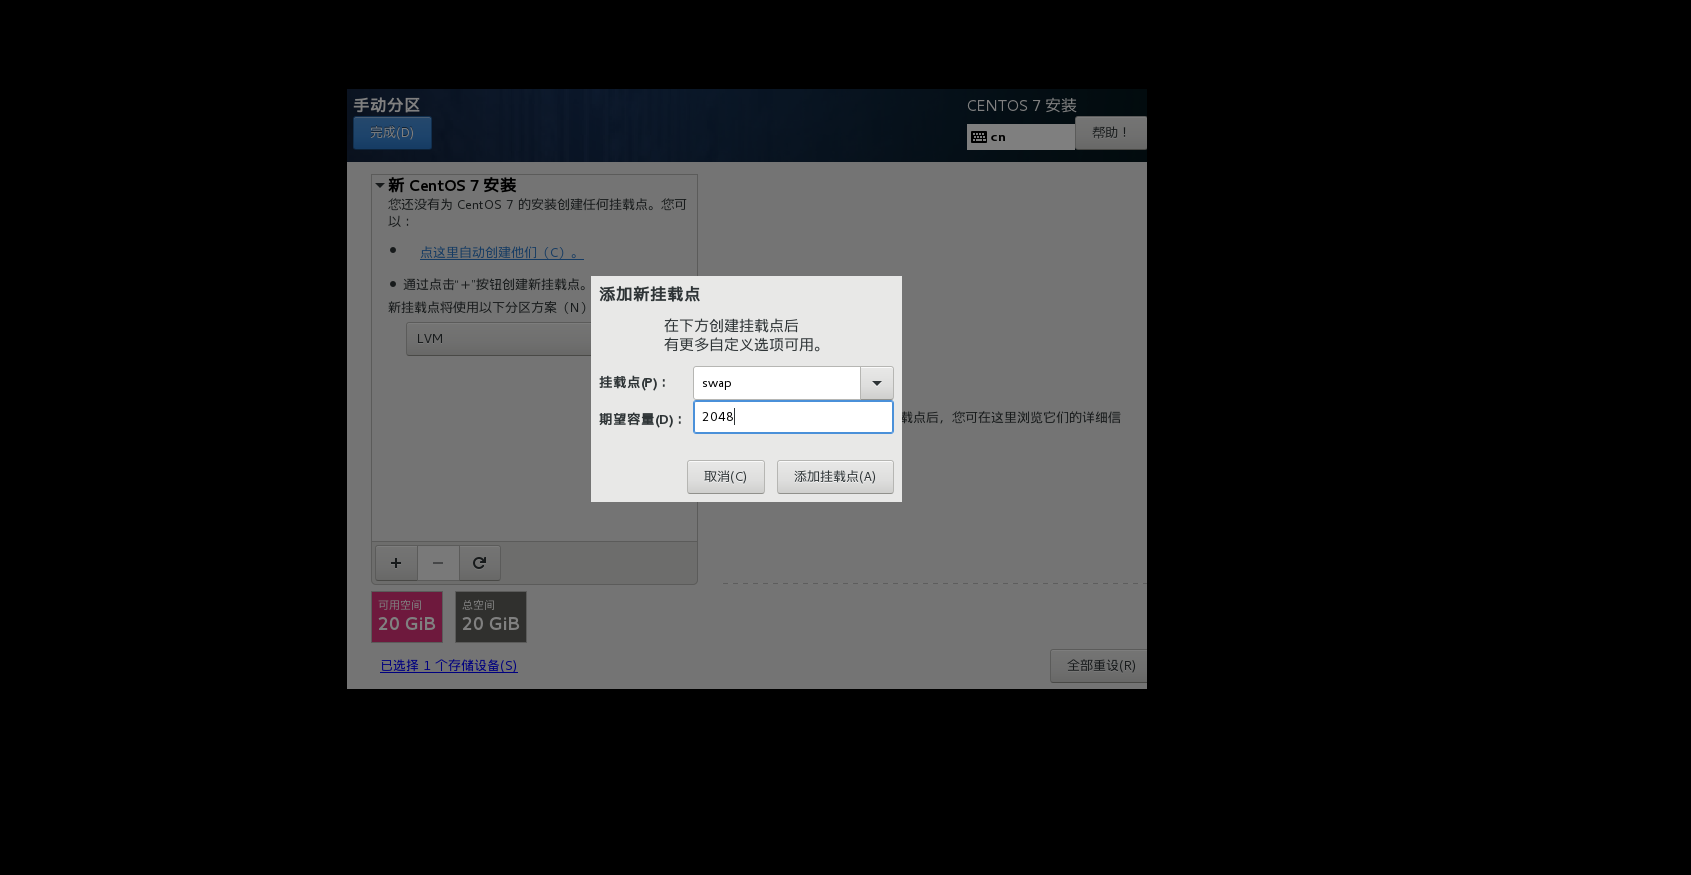 手动分区
完成(D)
CENTOS 7 安装
cn
帮助！
新 CentOS 7 安装
您还没有为 CentOS 7 的安装创建任何挂载点。您可
以：
点这里自动创建他们（C）。
通过点击“+”按钮创建新挂载点。
新挂载点将使用以下分区方案（N）
LVM
添加新挂载点
在下方创建挂载点后
有更多自定义选项可用。
挂载点(P)：
swap
期望容量(D)：
2048
取消(C)
添加挂载点(A)
载点后，您可在这里浏览它们的详细信
+
−
可用空间
20 GiB
总空间
20 GiB
已选择 1 个存储设备(S)
全部重设(R)